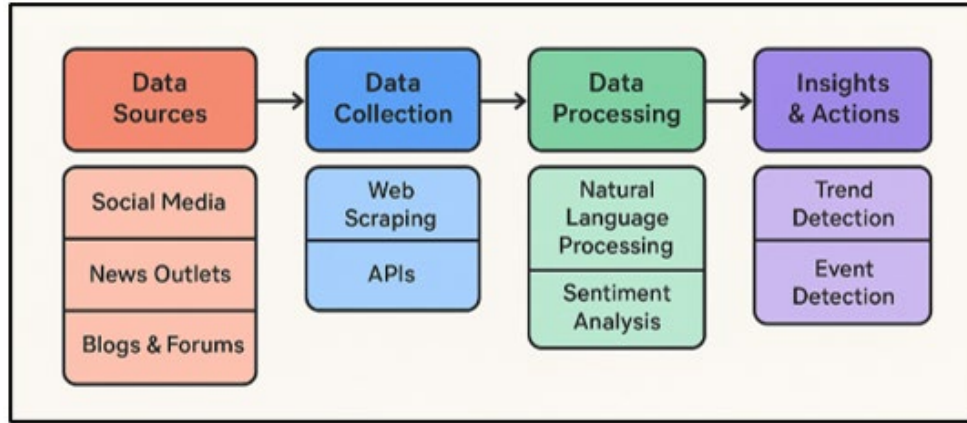 Data
Sources
Data
Collection
Data
Processing
Insights
& Actions
Social Media
News Outlets
Blogs & Forums
Web
Scraping
APIs
Natural
Language
Processing
Sentiment
Analysis
Trend
Detection
Event
Detection